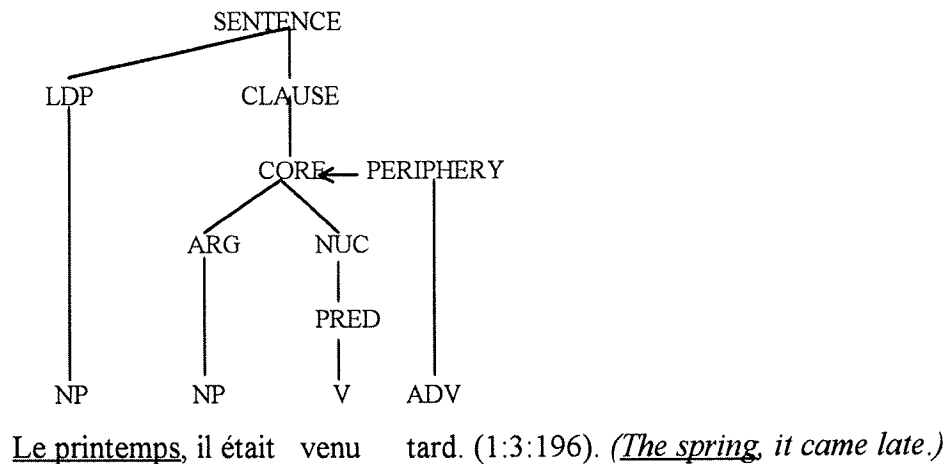 SENTENCE
LDP CLAUSE
CORE PERIPHERY
ARG NUC
PRED
NP NP V ADV
Le printemps, il était venu tard. (1:3:196). (The spring, it came late.)